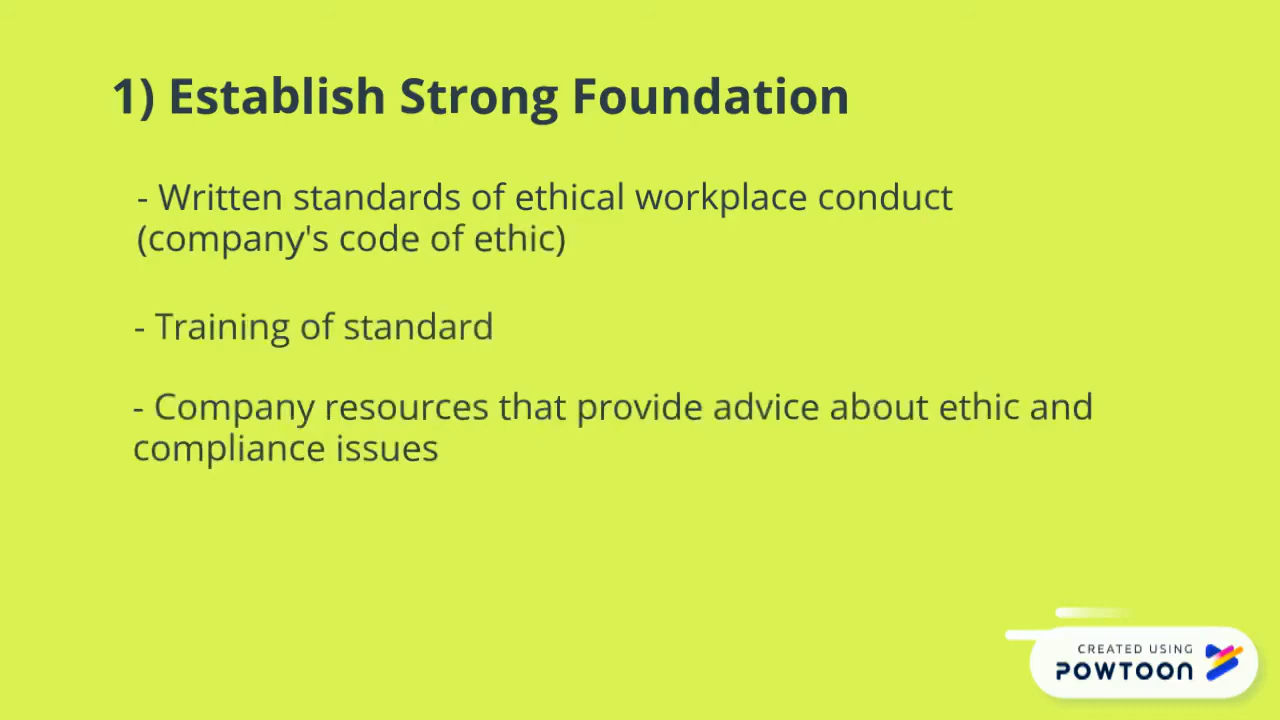 1) Establish Strong Foundation
- Written standards of ethical workplace conduct
(company's code of ethic)
- Training of standard
- Company resources that provide advice about ethic and
compliance issues
CREATED USING
POWTOON